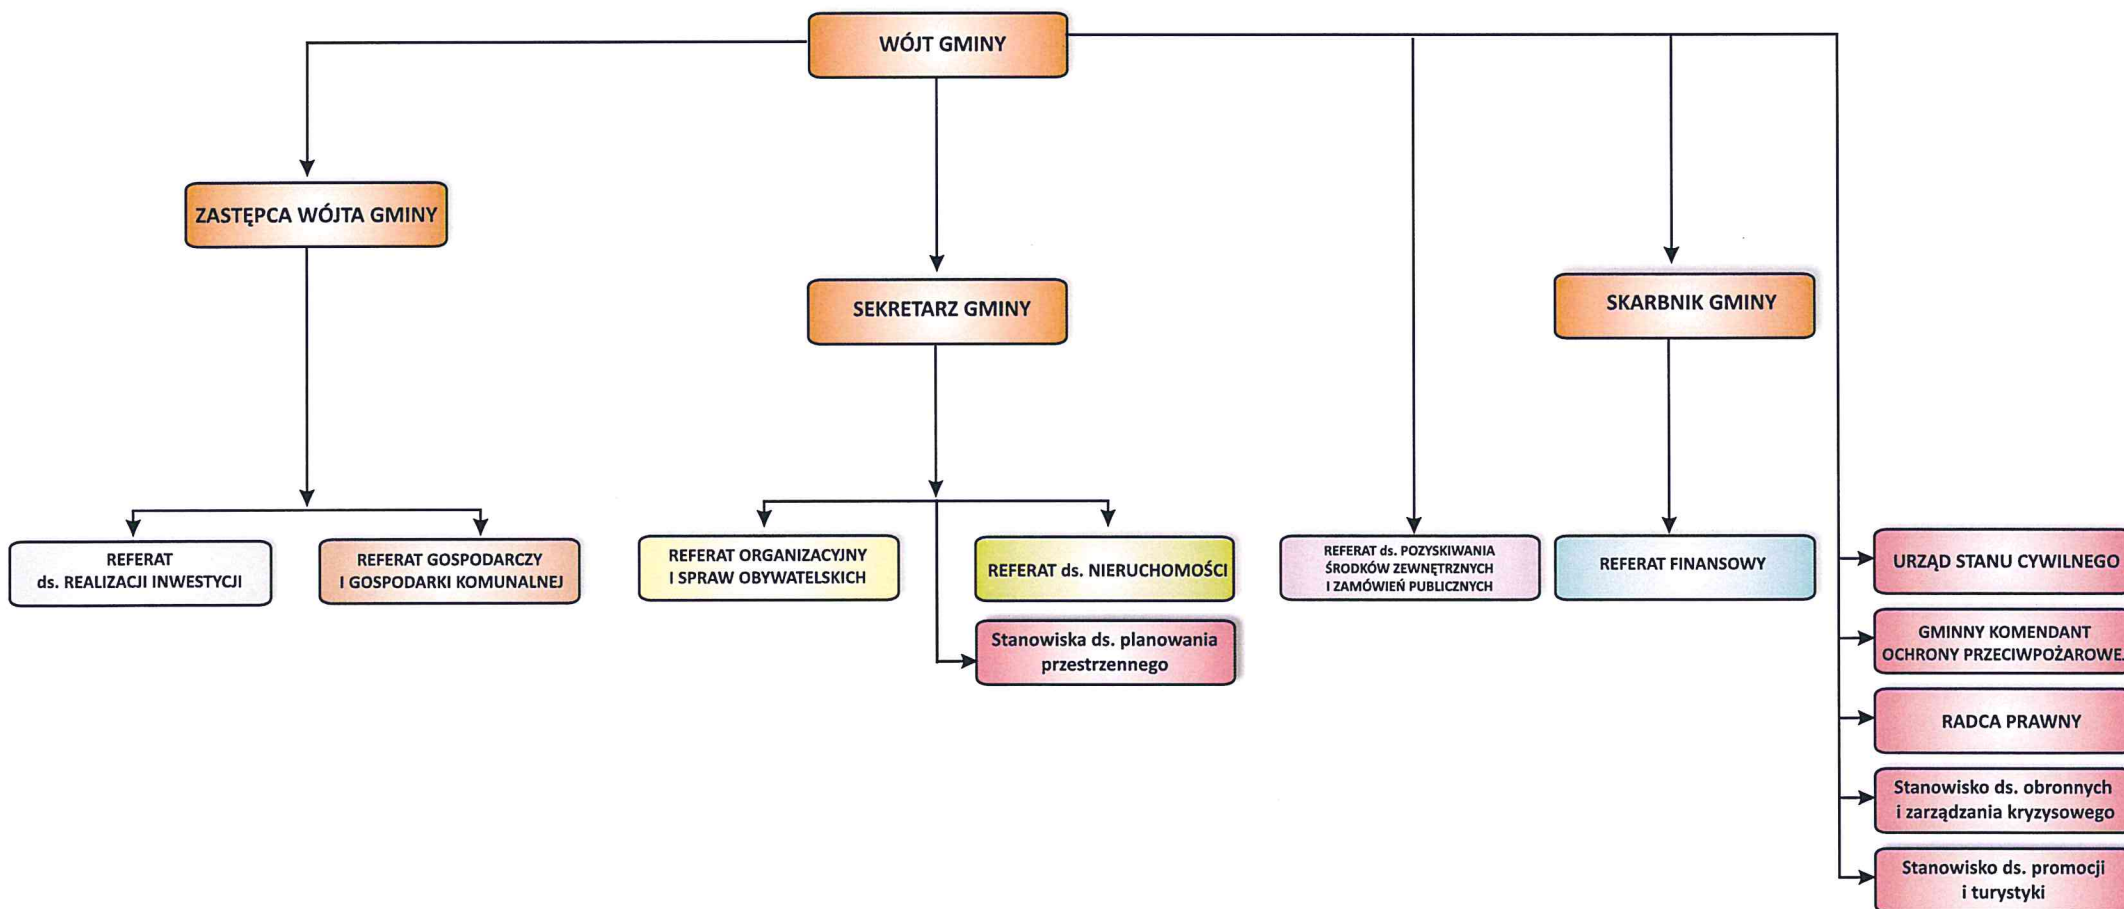 WÓJT GMINY
ZASTĘPCA WÓJTA GMINY
SEKRETARZ GMINY
SKARBNIK GMINY
REFERAT
ds. REALIZACJI INWESTYCJI
REFERAT GOSPODARCZY
I GOSPODARKI KOMUNALNEJ
REFERAT ORGANIZACYJNY
I SPRAW OBYWATELSKICH
REFERAT ds. NIERUCHOMOŚCI
Stanowiska ds. planowania
przestrzennego
REFERAT ds. POZYSKIWANIA
ŚRODKÓW ZEWNĘTRZNYCH
I ZAMÓWIEŃ PUBLICZNYCH
REFERAT FINANSOWY
URZĄD STANU CYWILNEGO
GMINNY KOMENDANT
OCHRONY PRZECIWPOŻAROWEJ
RADCA PRAWNY
Stanowisko ds. obronnych
i zarządzania kryzysowego
Stanowisko ds. promocji
i turystyki